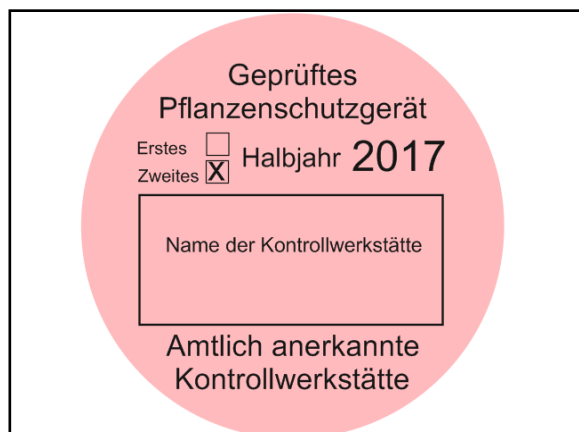 Geprüftes
Pflanzenschutzgerät
Erstes
Zweites X Halbjahr 2017
Name der Kontrollwerkstätte
Amtlich anerkannte
Kontrollwerkstätte